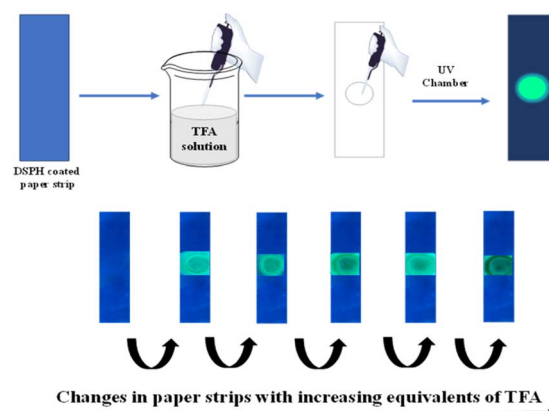 UV
Chamber
TFA
solution
DSPH coated
paper strip
Changes in paper strips with increasing equivalents of TFA